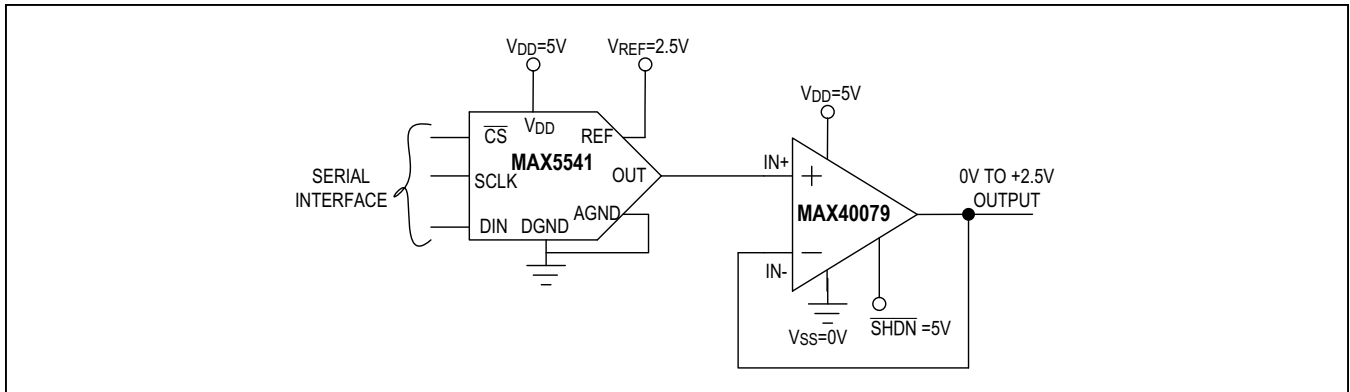 VDD=5V
VREF=2.5V
VDD=5V
CS
VDD
REF
MAX5541
SCLK
OUT
SERIAL
INTERFACE
AGND
DIN
DGND
IN+
+
MAX40079
−
IN-
0V TO +2.5V
OUTPUT
VSS=0V
SHDN =5V